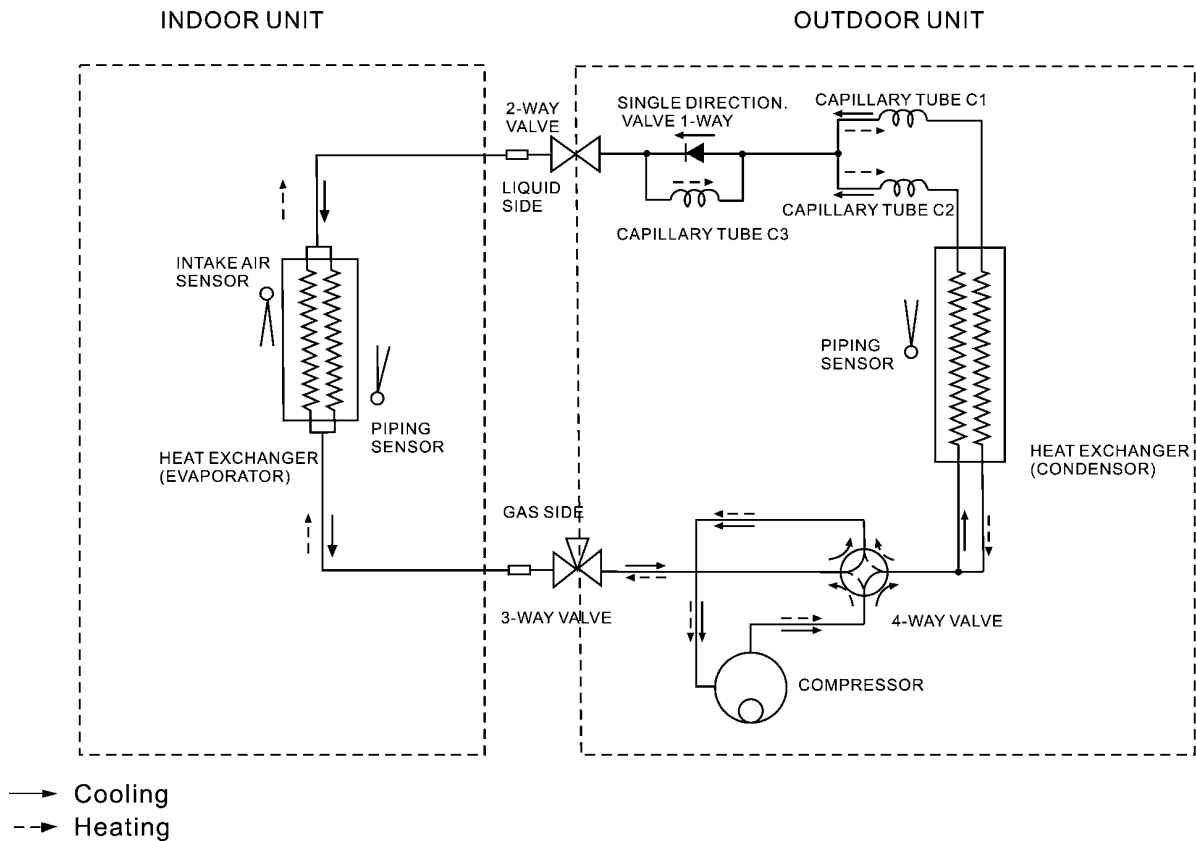 INDOOR UNIT
OUTDOOR UNIT
2-WAY
VALVE
LIQUID
SIDE
SINGLE DIRECTION.
VALVE 1-WAY
CAPILLARY TUBE C1
CAPILLARY TUBE C2
CAPILLARY TUBE C3
INTAKE AIR
SENSOR
PIPING
SENSOR
HEAT EXCHANGER
(EVAPORATOR)
PIPING
SENSOR
HEAT EXCHANGER
(CONDENSOR)
GAS SIDE
3-WAY VALVE
4-WAY VALVE
COMPRESSOR
Cooling
Heating